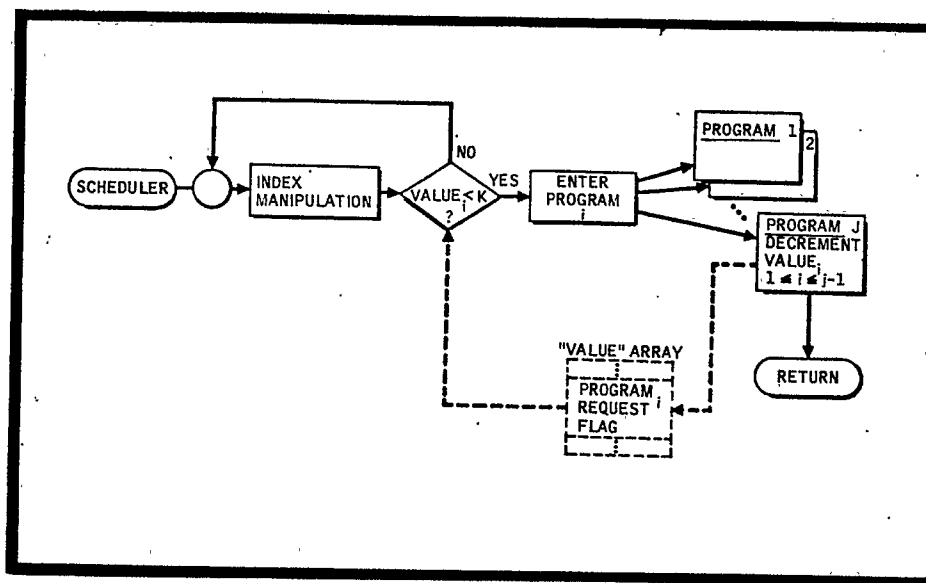 SCHEDULER
INDEX
MANIPULATION
VALUE i < K
?
NO
YES
ENTER
PROGRAM
i
PROGRAM 1
2
PROGRAM J
DECREMENT
VALUE i
1 ≤ i ≤ j-1
RETURN
"VALUE" ARRAY
PROGRAM i
REQUEST
FLAG